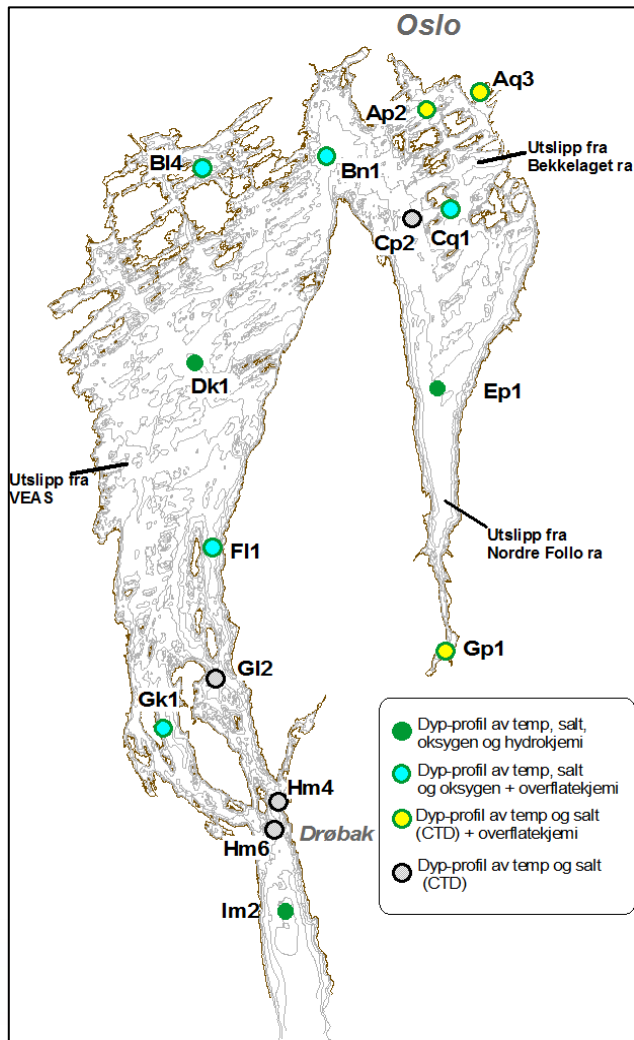 Oslo
Aq3
Ap2
Utslipp fra
Bekkelaget ra
Bl4
Bn1
Cp2
Cq1
Dk1
Ep1
Utslipp fra
VEAS
Fl1
Utslipp fra
Nordre Follo ra
Gp1
Gl2
Gk1
Hm4
Hm6
Drøbak
Im2
Dyp-profil av temp, salt,
oksygen og hydrokjemi
Dyp-profil av temp, salt
og oksygen + overflatekjemi
Dyp-profil av temp og salt
(CTD) + overflatekjemi
Dyp-profil av temp og salt
(CTD)